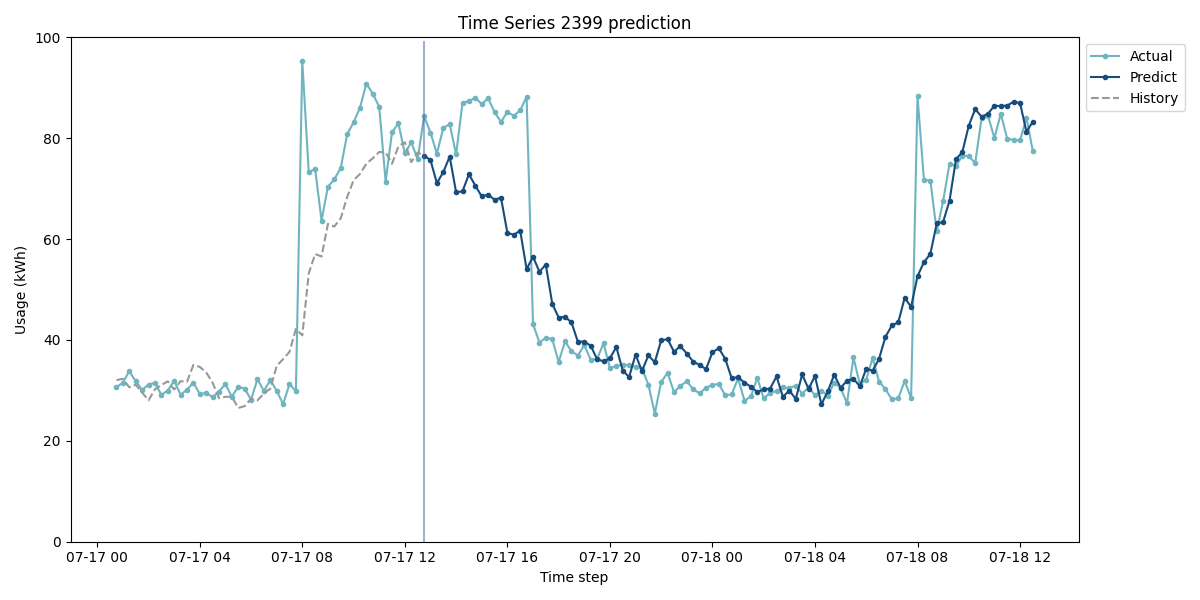 Time Series 2399 prediction
100
80
60
40
20
0
Usage (kWh)
07-17 00
07-17 04
07-17 08
07-17 12
07-17 16
07-17 20
07-18 00
07-18 04
07-18 08
07-18 12
Time step
Actual
Predict
History